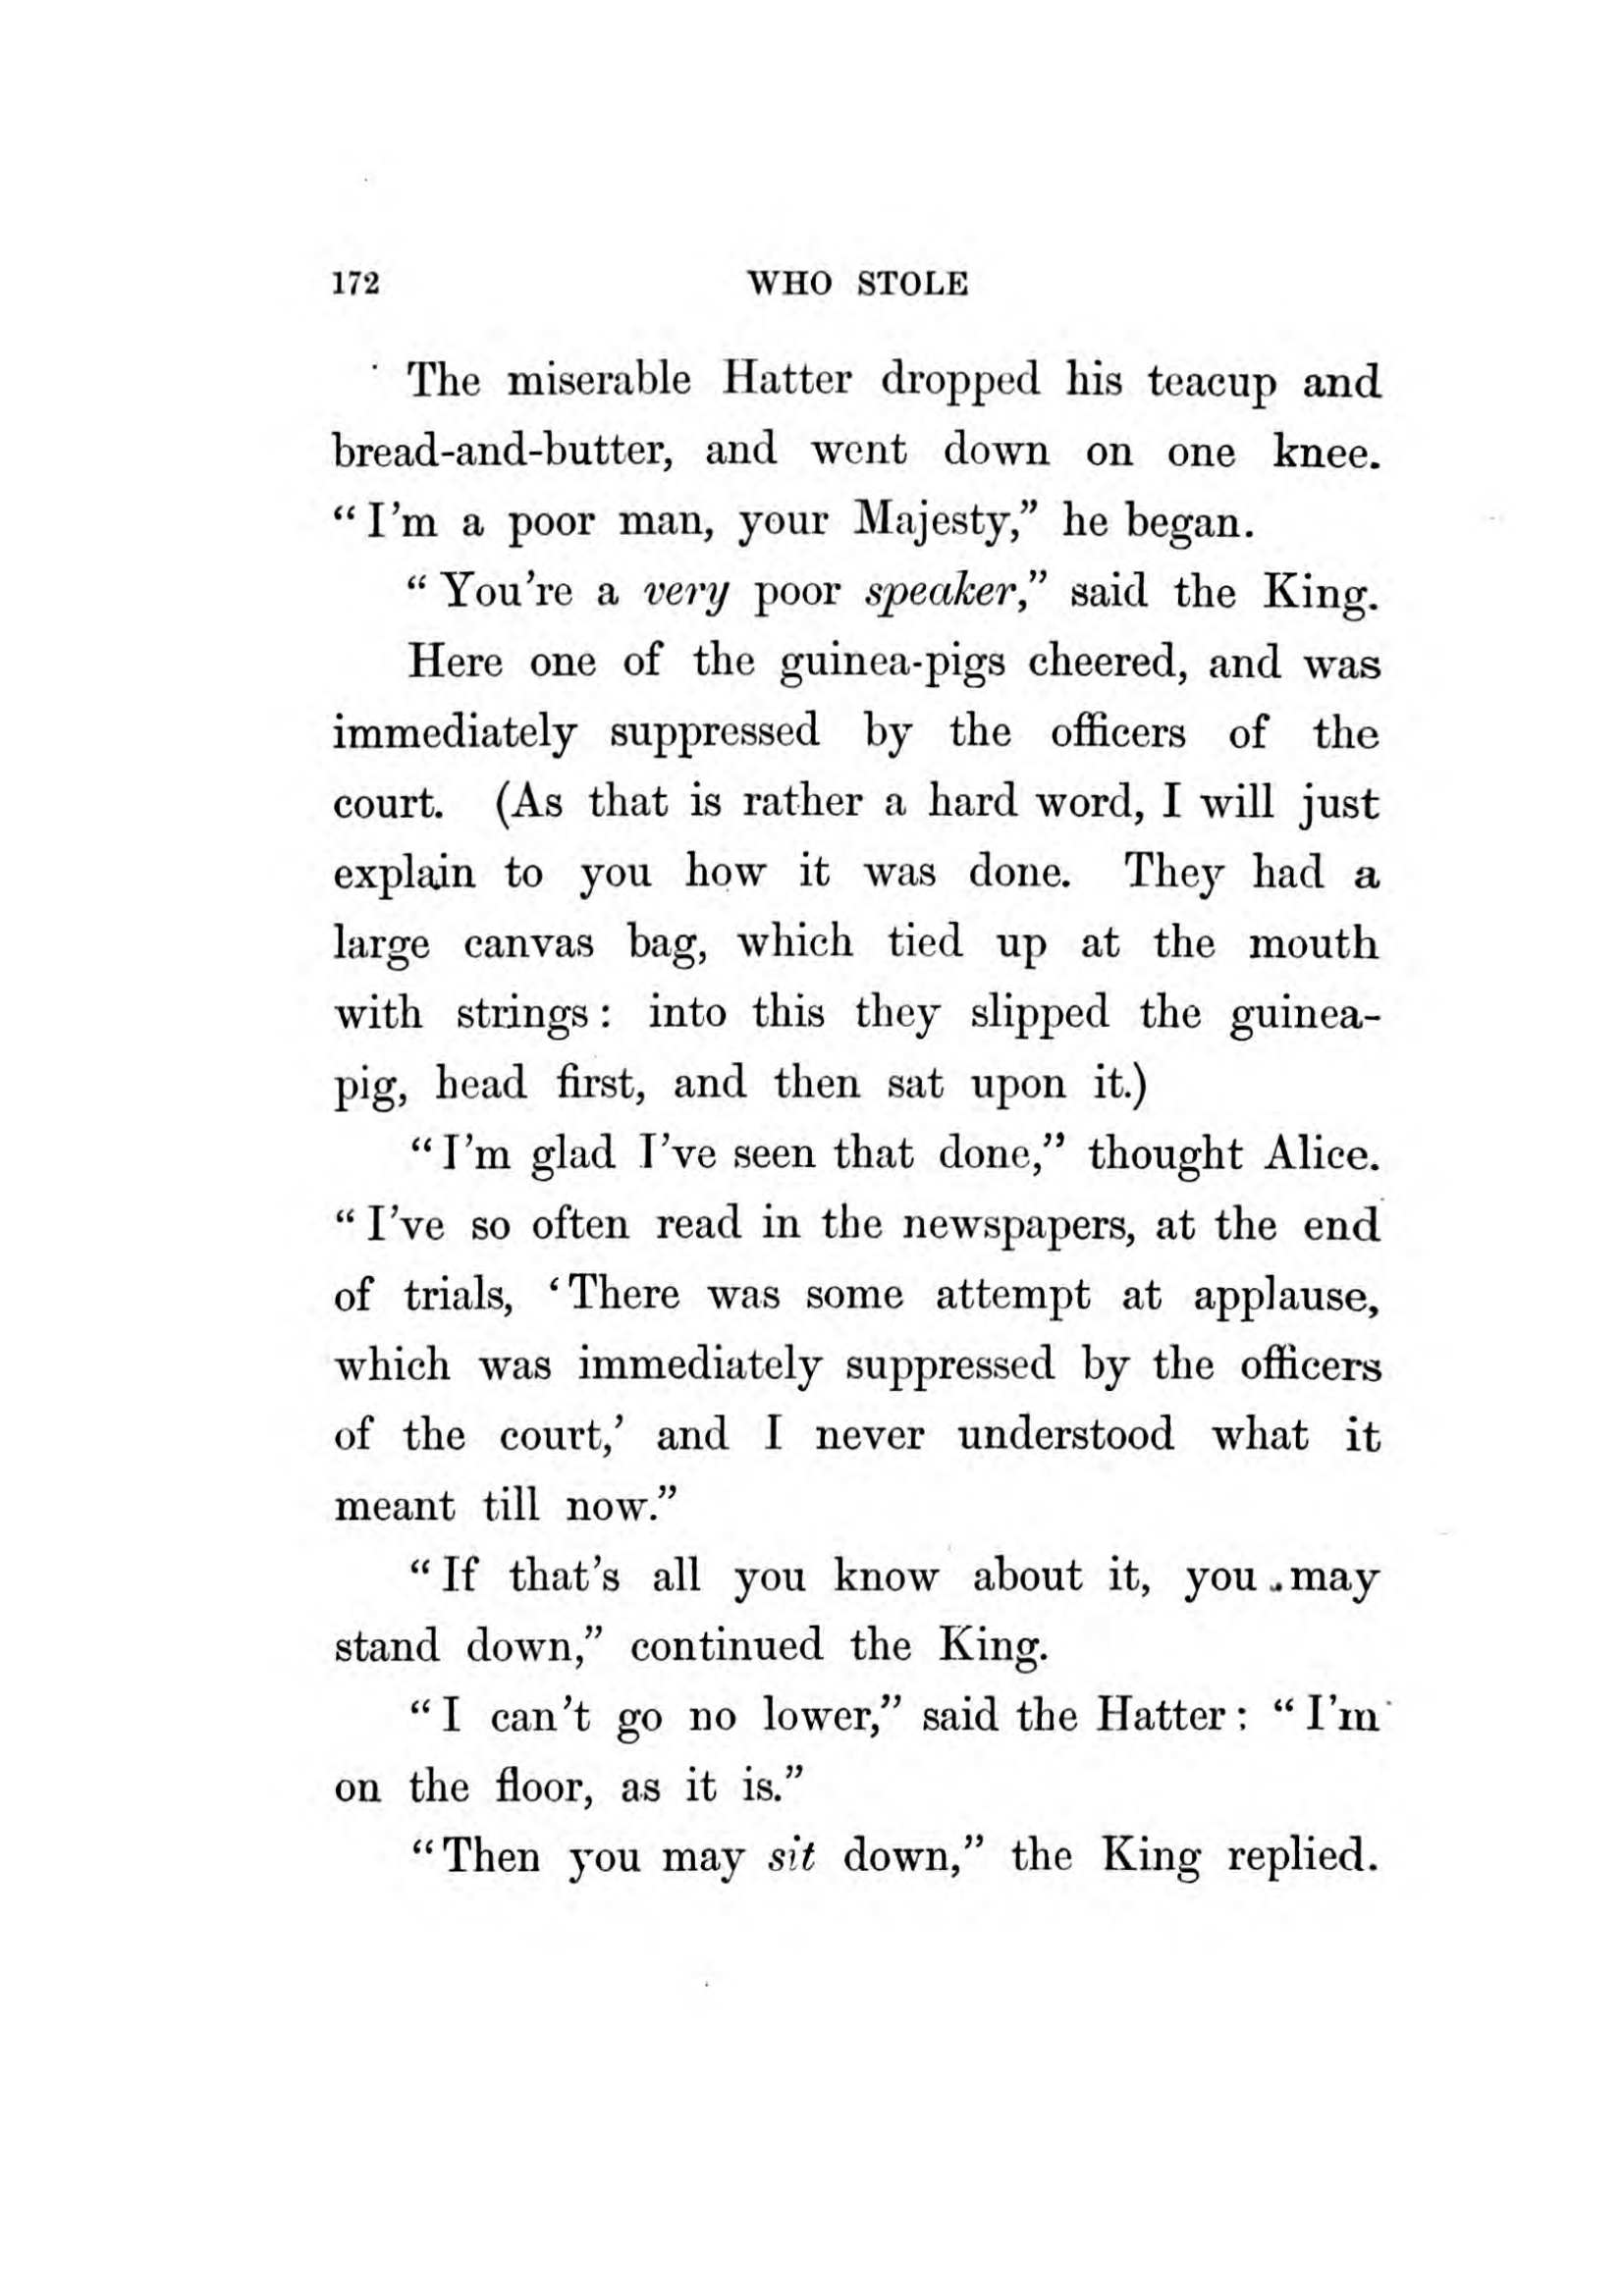 172 WHO STOLE
The miserable Hatter dropped his teacup and
bread-and-butter, and went down on one knee.
“I’m a poor man, your Majesty,” he began.
“You’re a very poor speaker,” said the King.
Here one of the guinea-pigs cheered, and was
immediately suppressed by the officers of the
court. (As that is rather a hard word, I will just
explain to you how it was done. They had a
large canvas bag, which tied up at the mouth
with strings: into this they slipped the guinea-
pig, head first, and then sat upon it.)
“I’m glad I’ve seen that done,” thought Alice.
“I’ve so often read in the newspapers, at the end
of trials, ‘There was some attempt at applause,
which was immediately suppressed by the officers
of the court,’ and I never understood what it
meant till now.”
“If that’s all you know about it, you may
stand down,” continued the King.
“I can’t go no lower,” said the Hatter: “I’m
on the floor, as it is.”
“Then you may sit down,” the King replied.